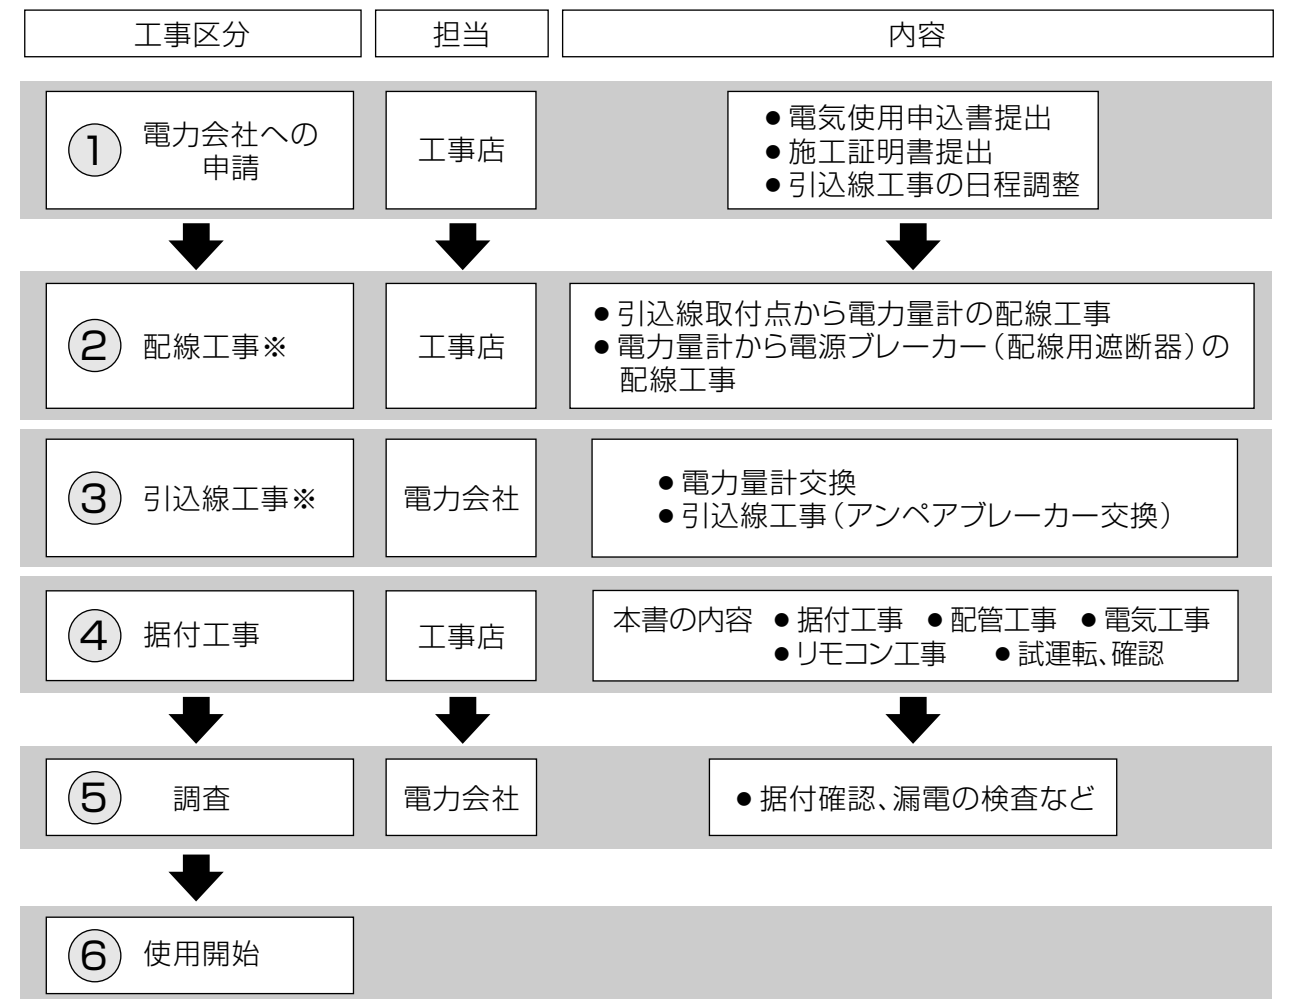 工事区分 担当 内容
① 電力会社への
申請
工事店
●電気使用申込書提出
●施工証明書提出
●引込線工事の日程調整
② 配線工事※
工事店
●引込線取付点から電力量計の配線工事
●電力量計から電源ブレーカー（配線用遮断器）の
配線工事
③ 引込線工事※
電力会社
●電力量計交換
●引込線工事（アンペアブレーカー交換）
④ 据付工事
工事店
本書の内容 ●据付工事 ●配管工事 ●電気工事
●リモコン工事 ●試運転、確認
⑤ 調査
電力会社
●据付確認、漏電の検査など
⑥ 使用開始